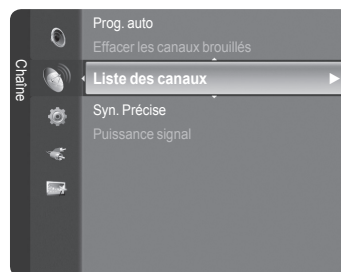 Chaîne
Prog. auto
Effacer les canaux brouillés
Liste des canaux
Syn. Précise
Puissance signal